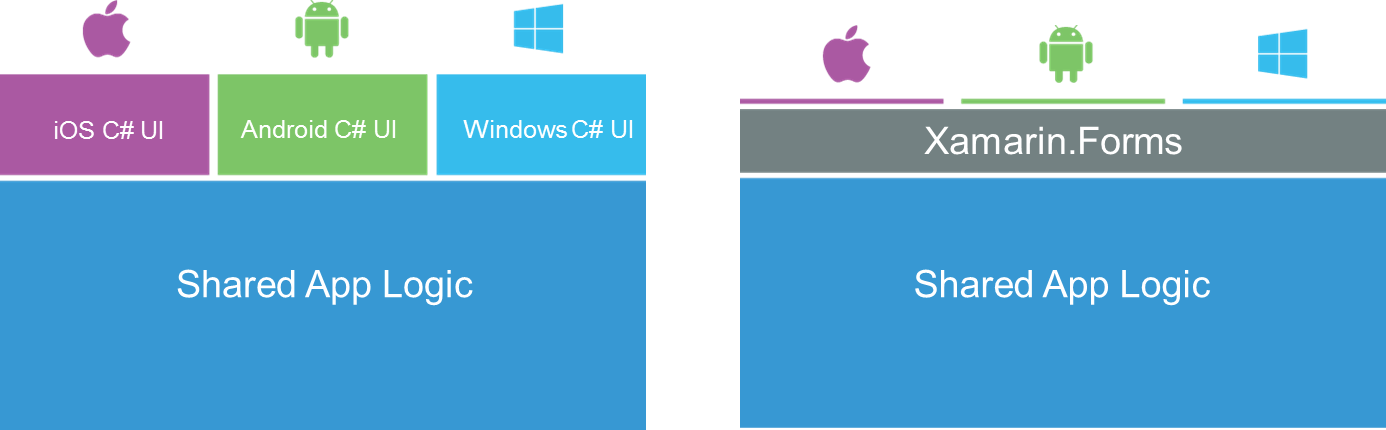 iOS C# UI
Android C# UI
Windows C# UI
Shared App Logic
Xamarin.Forms
Shared App Logic